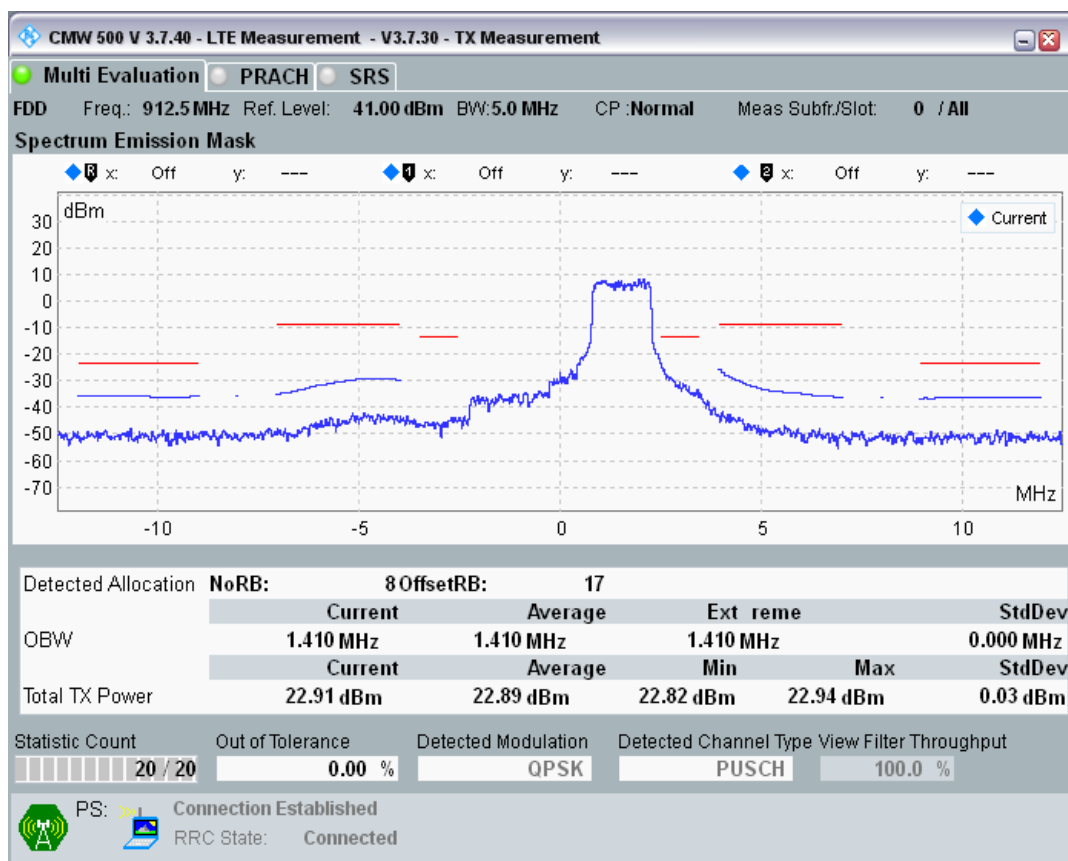 CMW 500 V 3.7.40 - LTE Measurement - V3.7.30 - TX Measurement
Multi Evaluation PRACH SRS
FDD Freq.: 912.5 MHz Ref. Level: 41.00 dBm BW:5.0 MHz CP :Normal Meas Subfr./Slot: 0 / All
Spectrum Emission Mask
R x: Off y: --- 1 x: Off y: --- 2 x: Off y: ---
dBm
Current
30
20
10
0
-10
-20
-30
-40
-50
-60
-70
MHz
-10 -5 0 5 10
Detected Allocation NoRB: 8 OffsetRB: 17
Current Average Ext reme StdDev
OBW 1.410 MHz 1.410 MHz 1.410 MHz 0.000 MHz
Current Average Min Max StdDev
Total TX Power 22.91 dBm 22.89 dBm 22.82 dBm 22.94 dBm 0.03 dBm
Statistic Count Out of Tolerance Detected Modulation Detected Channel Type View Filter Throughput
20 / 20 0.00 % QPSK PUSCH 100.0 %
PS: Connection Established
RRC State: Connected